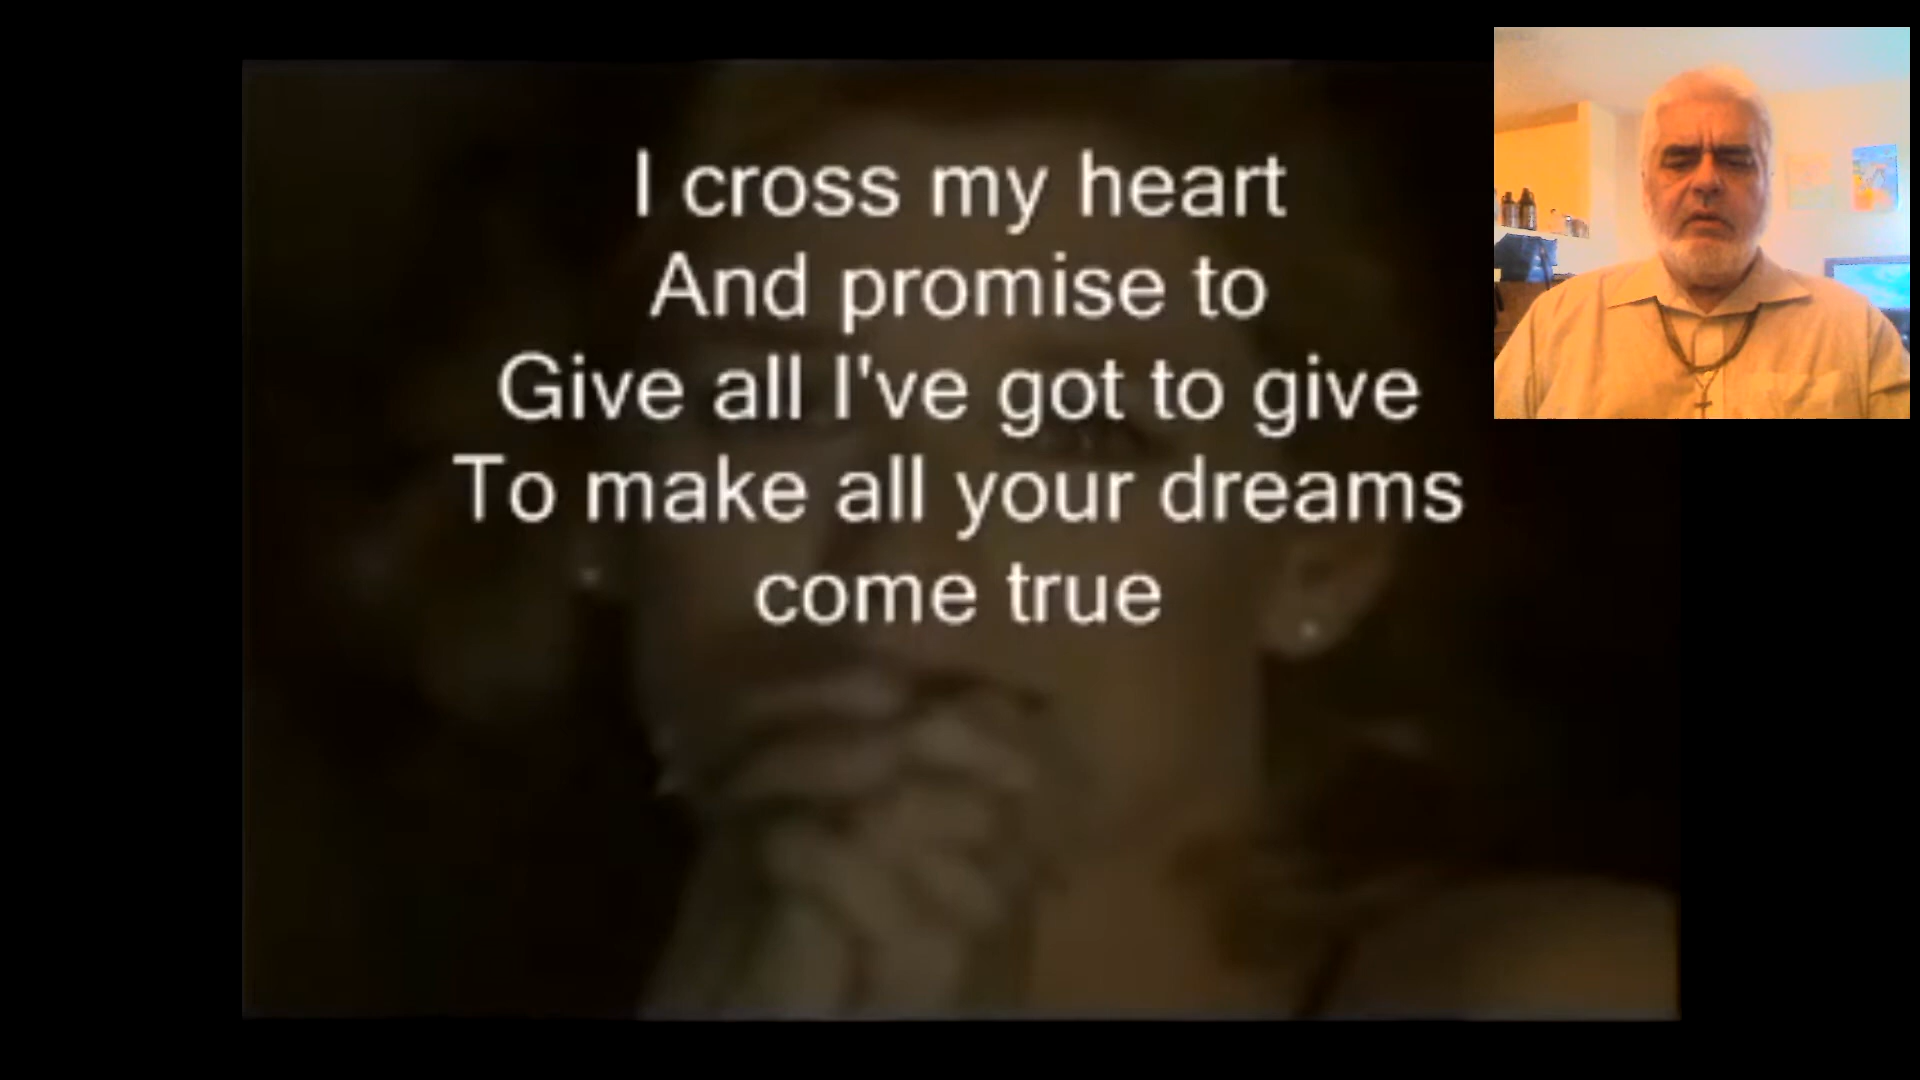 I cross my heart
And promise to
Give all I've got to give
To make all your dreams
come true